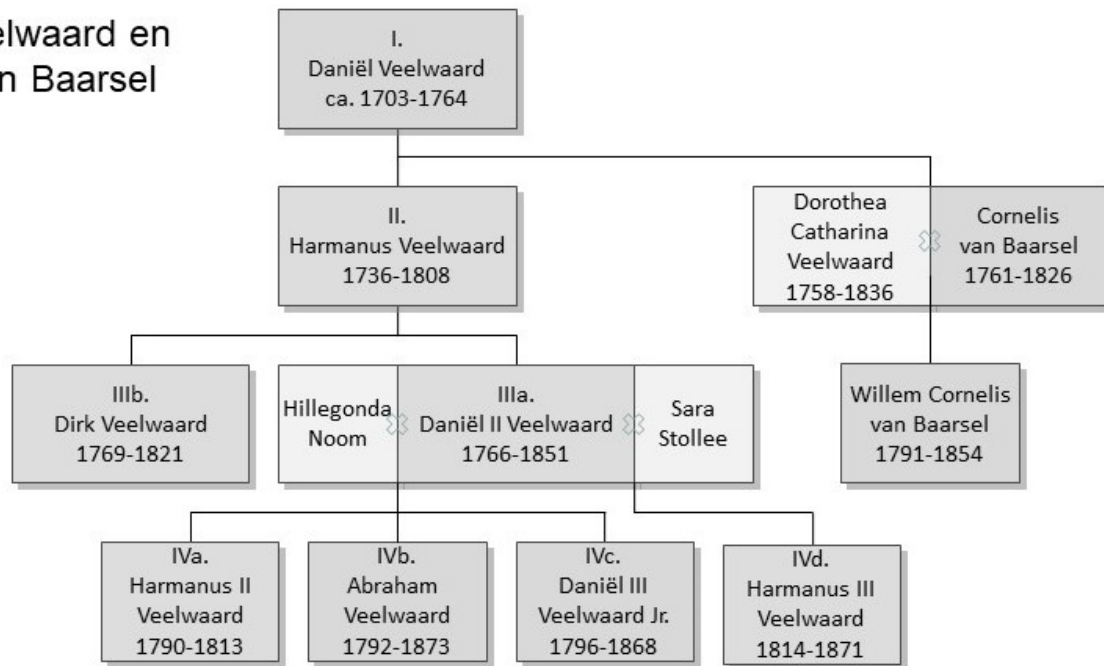 elwaard en
n Baarsel
I.
Daniël Veelwaard
ca. 1703-1764
II.
Harmanus Veelwaard
1736-1808
Dorothea
Catharina
Veelwaard
1758-1836
Cornelis
van Baarsel
1761-1826
IIIb.
Dirk Veelwaard
1769-1821
Hillegonda
Noom
IIIa.
Daniël II Veelwaard
1766-1851
Sara
Stollee
Willem Cornelis
van Baarsel
1791-1854
IVa.
Harmanus II
Veelwaard
1790-1813
IVb.
Abraham
Veelwaard
1792-1873
IVc.
Daniël III
Veelwaard Jr.
1796-1868
IVd.
Harmanus III
Veelwaard
1814-1871